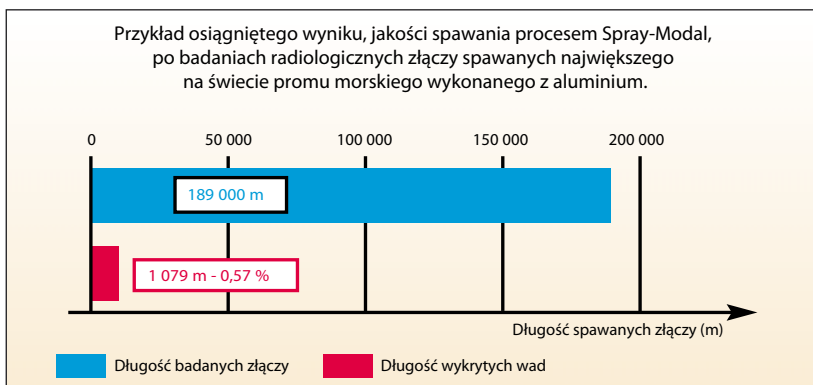 Przykład osiągniętego wyniku, jakości spawania procesem Spray-Modal,
po badaniach radiologicznych złączy spawanych największego
na świecie promu morskiego wykonanego z aluminium.
0 50 000 100 000 150 000 200 000
189 000 m
1 079 m - 0,57 %
Długość spawanych złączy (m)
Długość badanych złączy Długość wykrytych wad